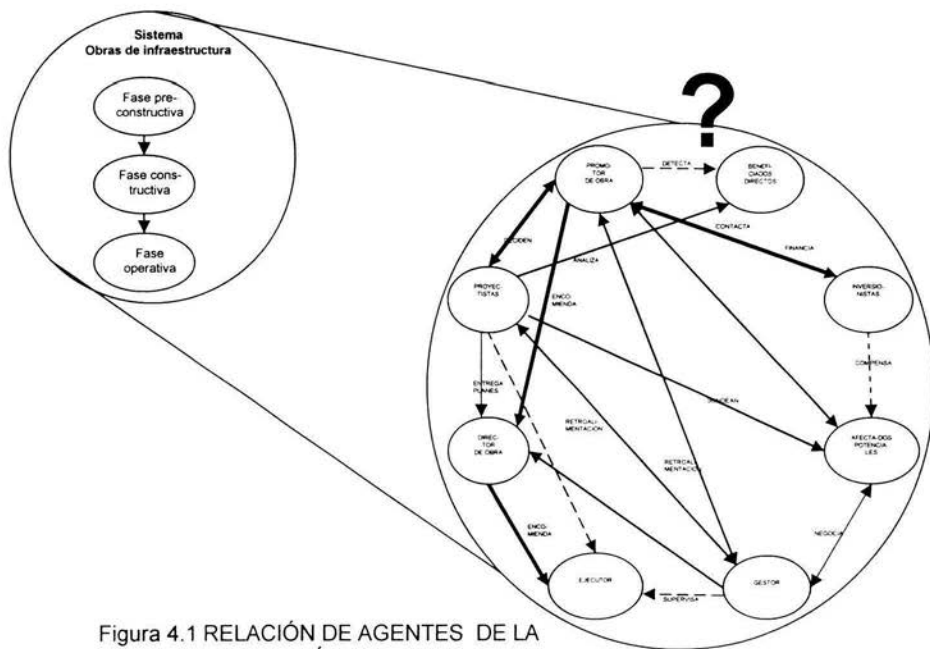 Sistema
Obras de infraestructura
Fase pre-
constructiva
Fase cons-
tructiva
Fase
operativa
?
PROMO-
TOR
DE OBRA
DETECTA
BENEFI-
CIADOS
DIRECTOS
DECIDEN
ANALIZA
CONTACTA
FINANCIA
PROYEC-
TISTAS
ENCO-
MIENDA
INVERSIO-
NISTAS
COMPENSA
ENTREGA
PLANES
DIREC-
TOR
DE OBRA
RETROALI-
MENTACION
RETROALI-
MENTACION
AFECTA-DOS
POTENCIA-
LES
ENCO-
MIENDA
NEGOCIA
EJECUTOR
SUPERVISA
GESTOR
Figura 4.1 RELACIÓN DE AGENTES DE LA